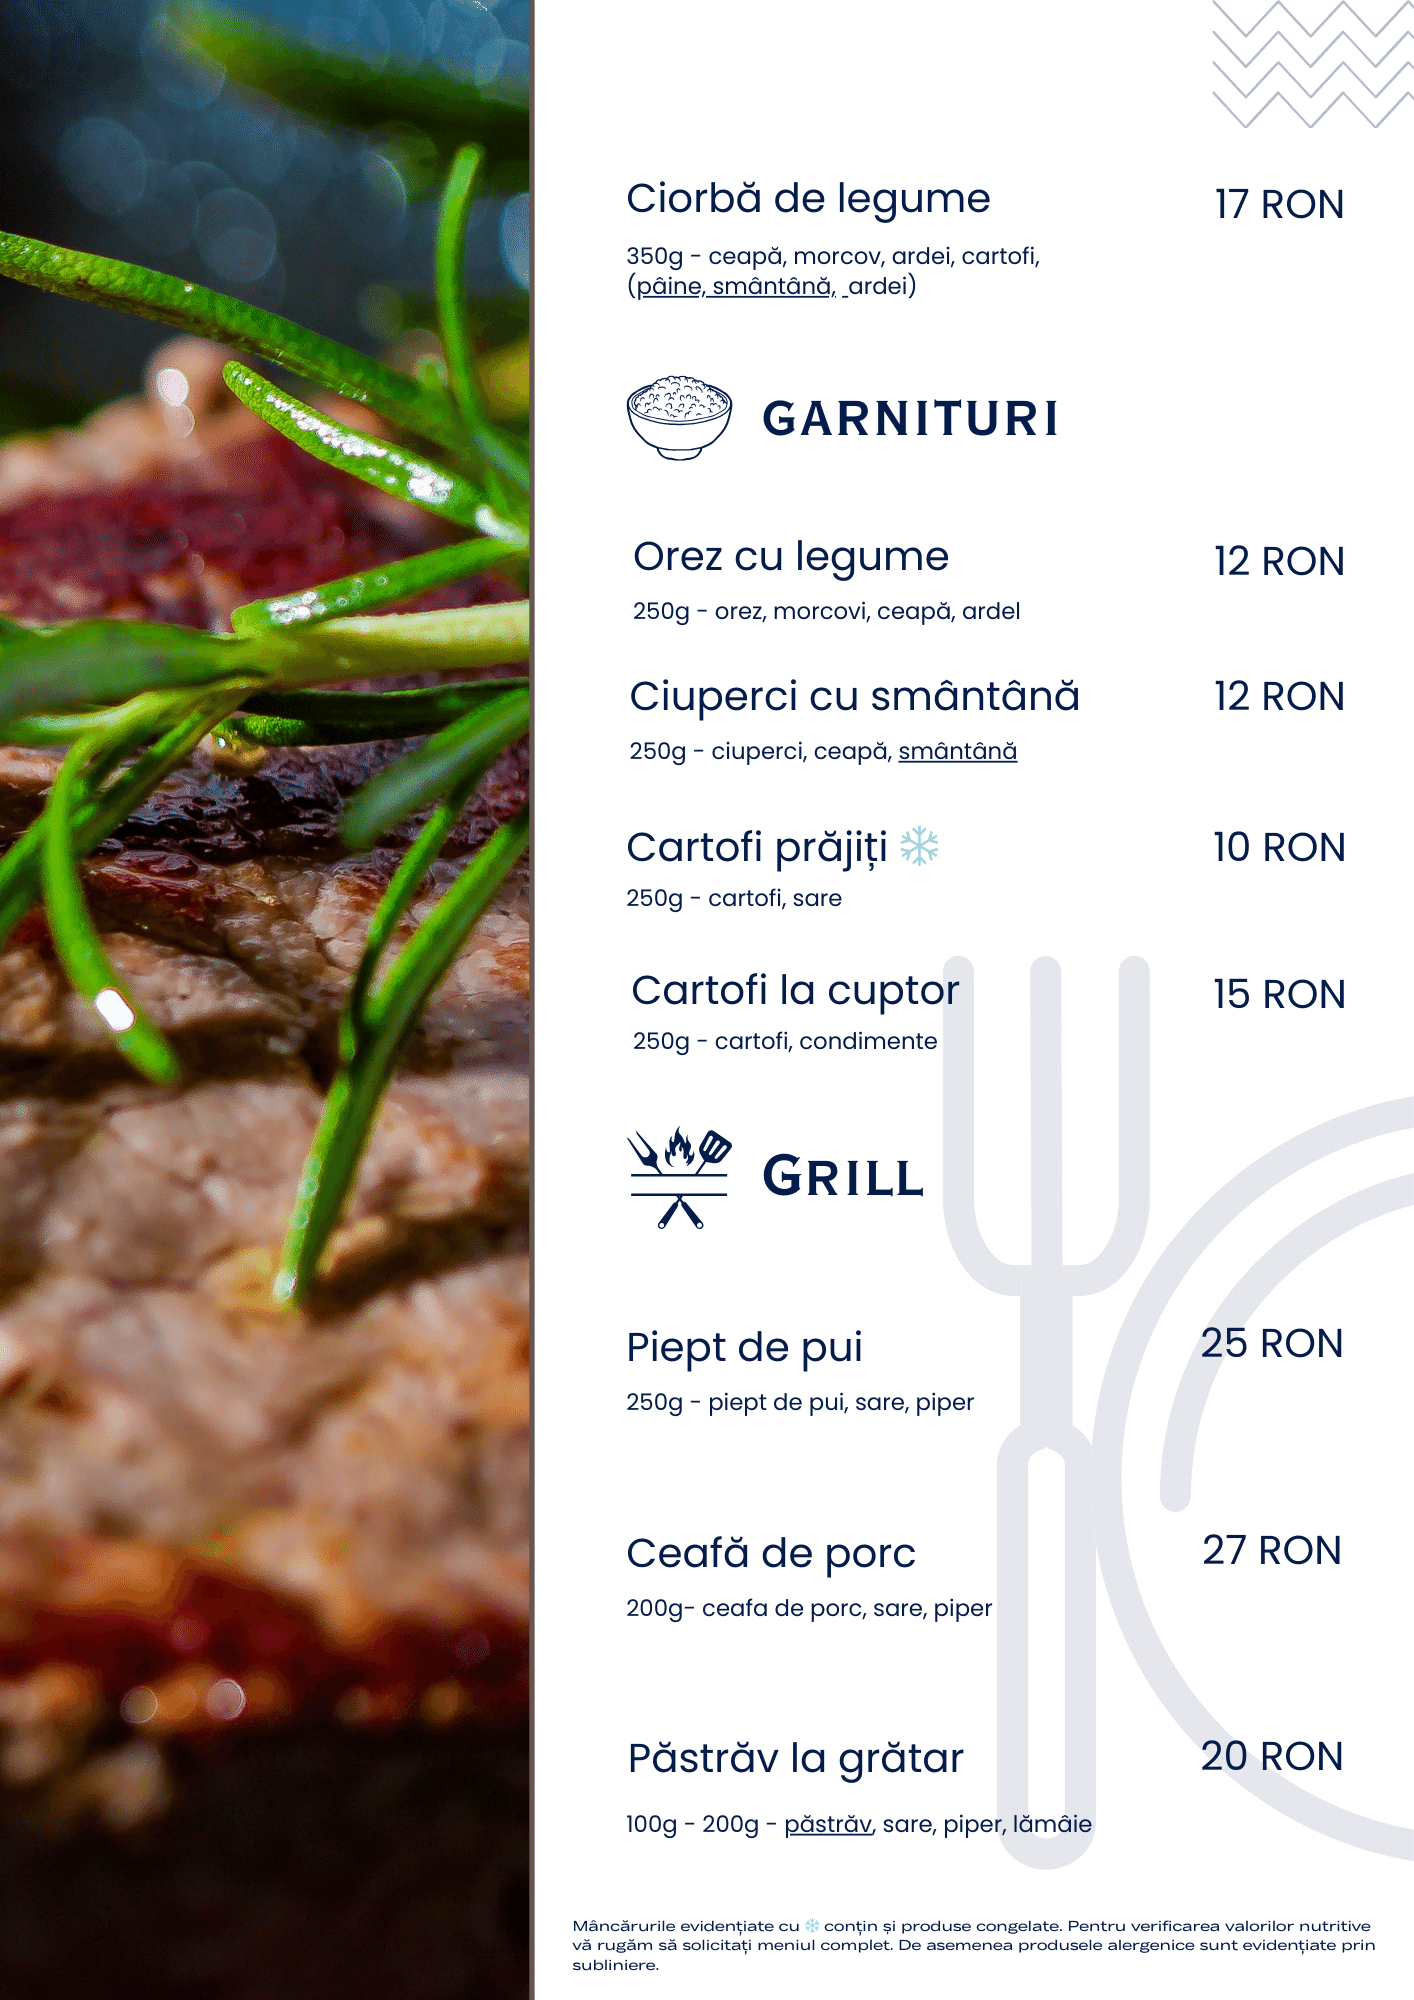 Ciorbă de legume 17 RON
350g - ceapă, morcov, ardei, cartofi,
(pâine, smântână, ardei)
GARNITURI
Orez cu legume 12 RON
250g - orez, morcovi, ceapă, ardel
Ciuperci cu smântână 12 RON
250g - ciuperci, ceapă, smântână
Cartofi prăjiți 10 RON
250g - cartofi, sare
Cartofi la cuptor 15 RON
250g - cartofi, condimente
GRILL
Piept de pui 25 RON
250g - piept de pui, sare, piper
Ceafă de porc 27 RON
200g- ceafa de porc, sare, piper
Păstrăv la grătar 20 RON
100g - 200g - păstrăv, sare, piper, lămâie
Mâncărurile evidențiate cu ❄ conțin și produse congelate. Pentru verificarea valorilor nutritive
vă rugăm să solicitați meniul complet. De asemenea produsele alergenice sunt evidențiate prin
subliniere.